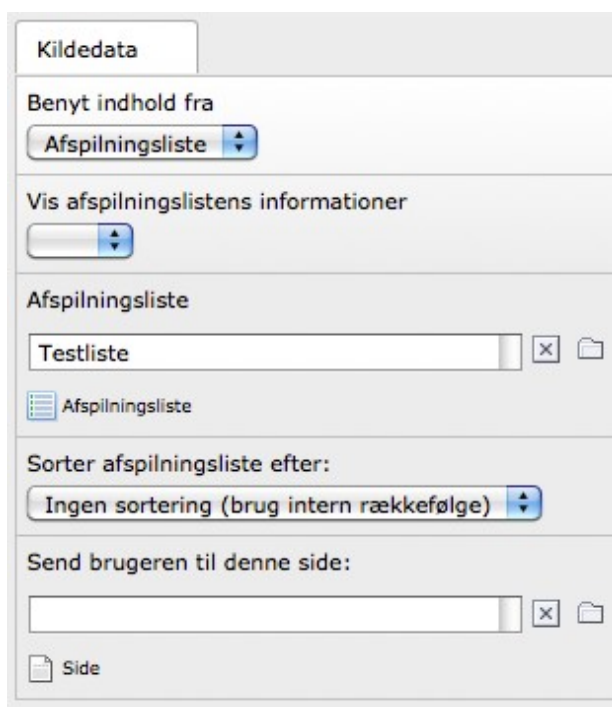 Kildedata
Benyt indhold fra
Afspilningsliste
Vis afspilningslistens informationer
Afspilningsliste
Testliste
Afspilningsliste
Sorter afspilningsliste efter:
Ingen sortering (brug intern rækkefølge)
Send brugeren til denne side:
Side